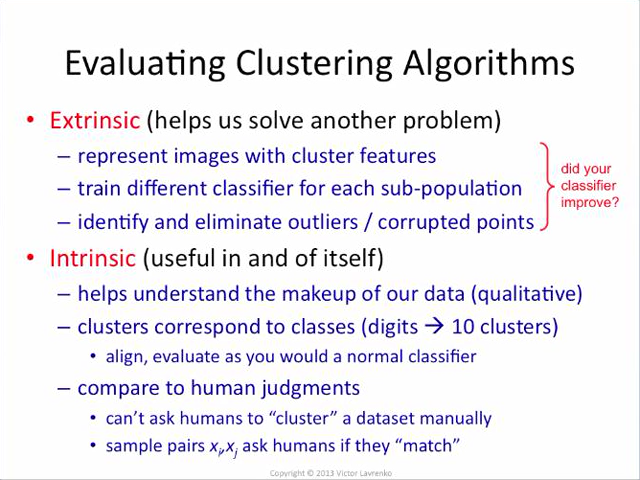 Evaluating Clustering Algorithms
• Extrinsic (helps us solve another problem)
– represent images with cluster features
– train different classifier for each sub-population
– identify and eliminate outliers / corrupted points
did your
classifier
improve?
• Intrinsic (useful in and of itself)
– helps understand the makeup of our data (qualitative)
– clusters correspond to classes (digits → 10 clusters)
• align, evaluate as you would a normal classifier
– compare to human judgments
• can't ask humans to “cluster” a dataset manually
• sample pairs xi,xj ask humans if they “match”
Copyright © 2013 Victor Lavrenko